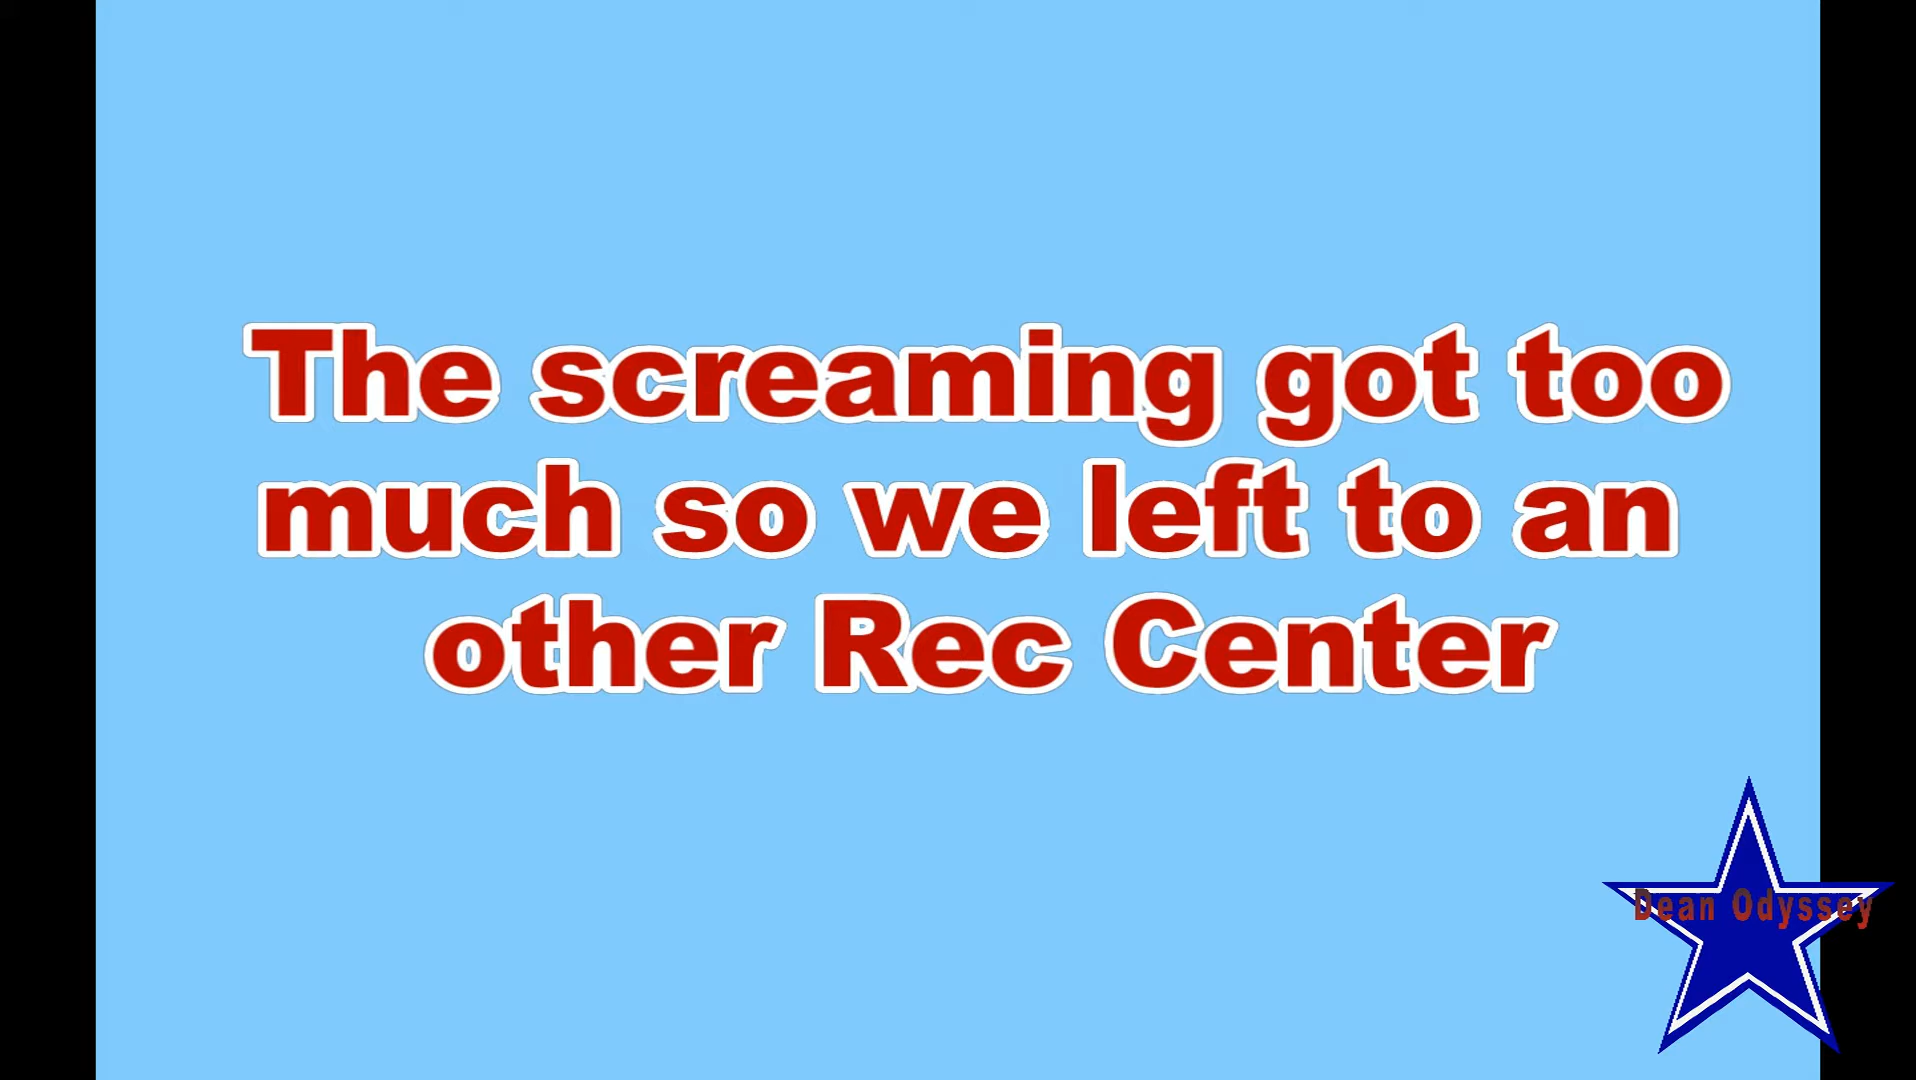 The screaming got too
much so we left to an
other Rec Center
Dean Odyssey